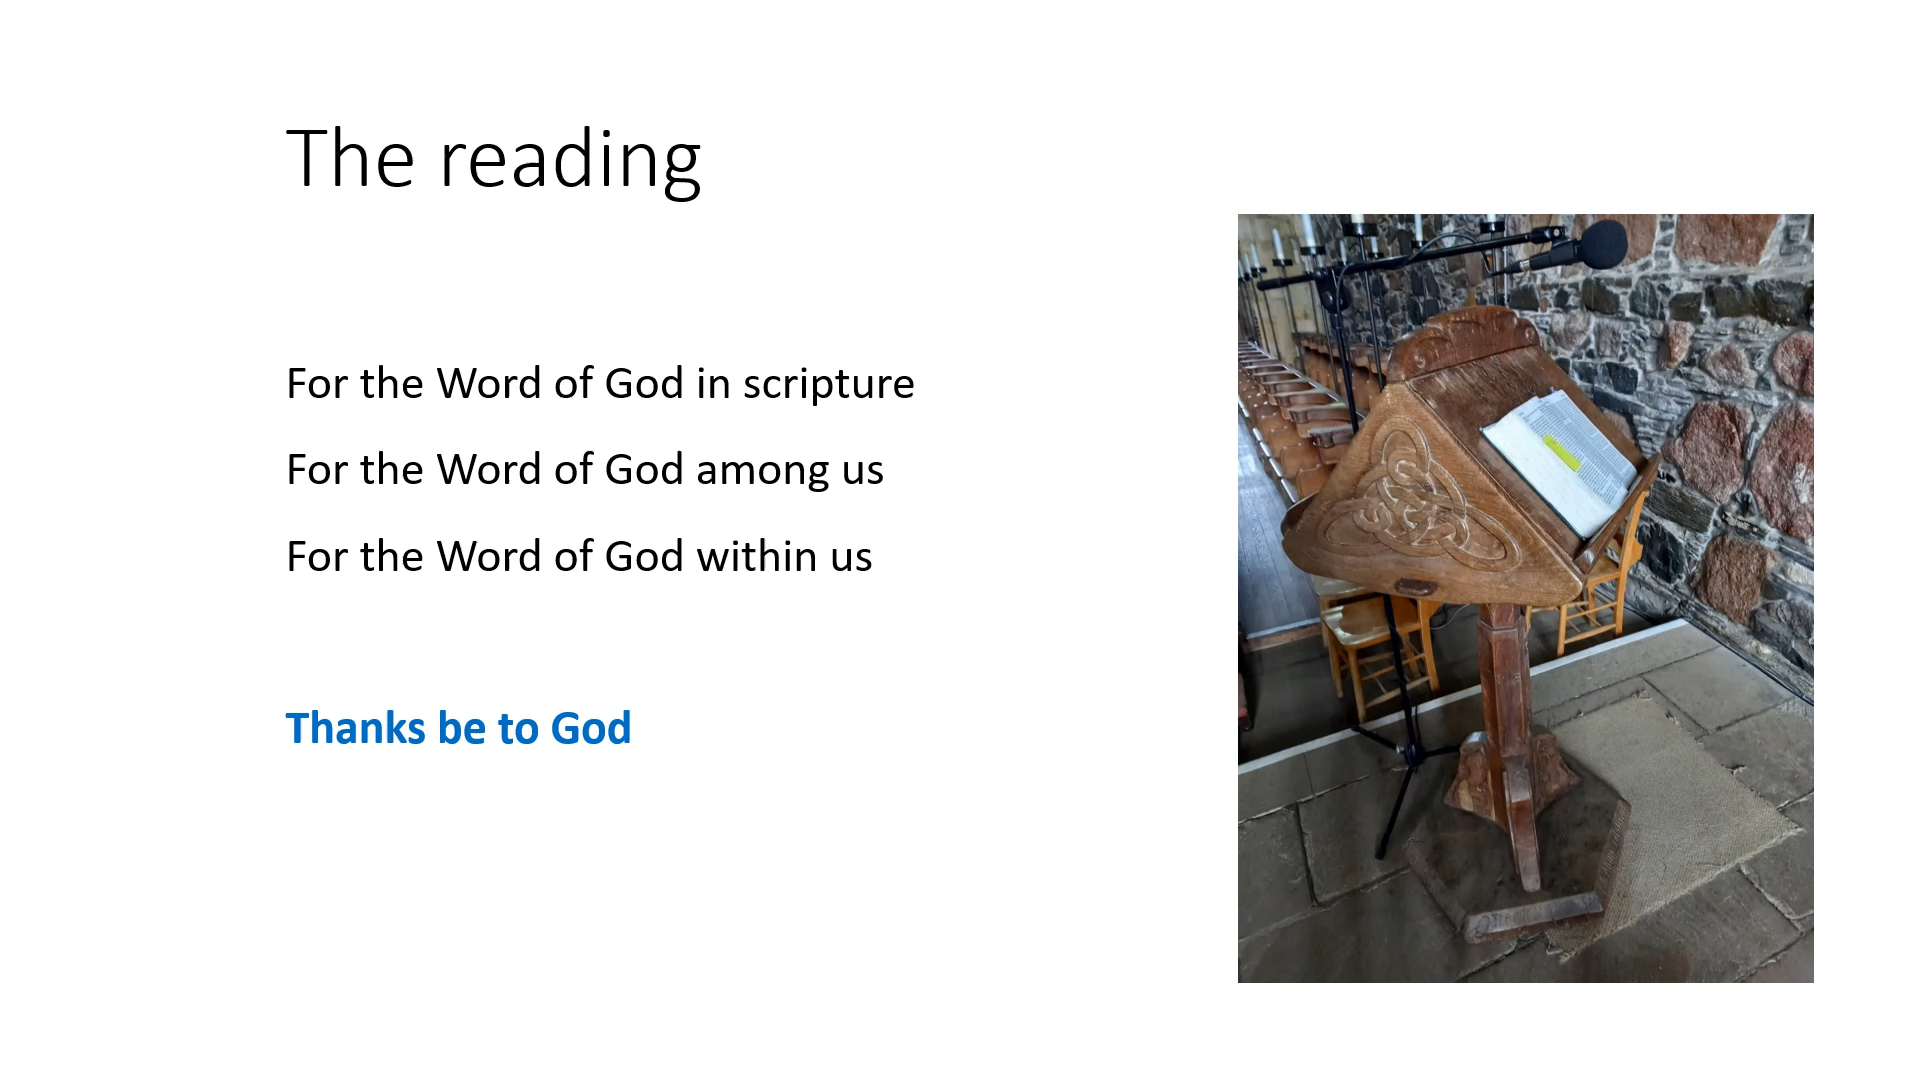 The reading
For the Word of God in scripture
For the Word of God among us
For the Word of God within us
Thanks be to God